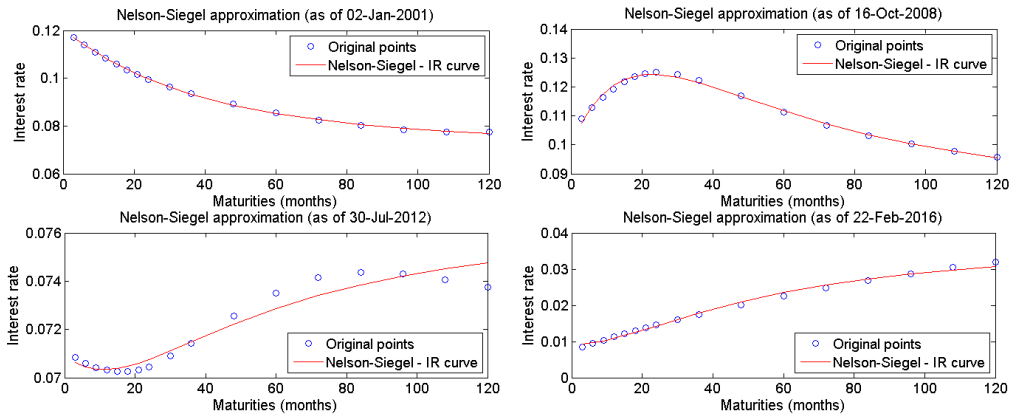 Nelson-Siegel approximation (as of 02-Jan-2001)
0.12
0.1
0.08
0.06
Interest rate
Original points
Nelson-Siegel - IR curve
0 20 40 60 80 100 120
Maturities (months)
Nelson-Siegel approximation (as of 16-Oct-2008)
0.14
0.13
0.12
0.11
0.1
0.09
Interest rate
Original points
Nelson-Siegel - IR curve
0 20 40 60 80 100 120
Maturities (months)
Nelson-Siegel approximation (as of 30-Jul-2012)
0.076
0.074
0.072
0.07
Interest rate
Original points
Nelson-Siegel - IR curve
0 20 40 60 80 100 120
Maturities (months)
Nelson-Siegel approximation (as of 22-Feb-2016)
0.04
0.03
0.02
0.01
0
Interest rate
Original points
Nelson-Siegel - IR curve
0 20 40 60 80 100 120
Maturities (months)